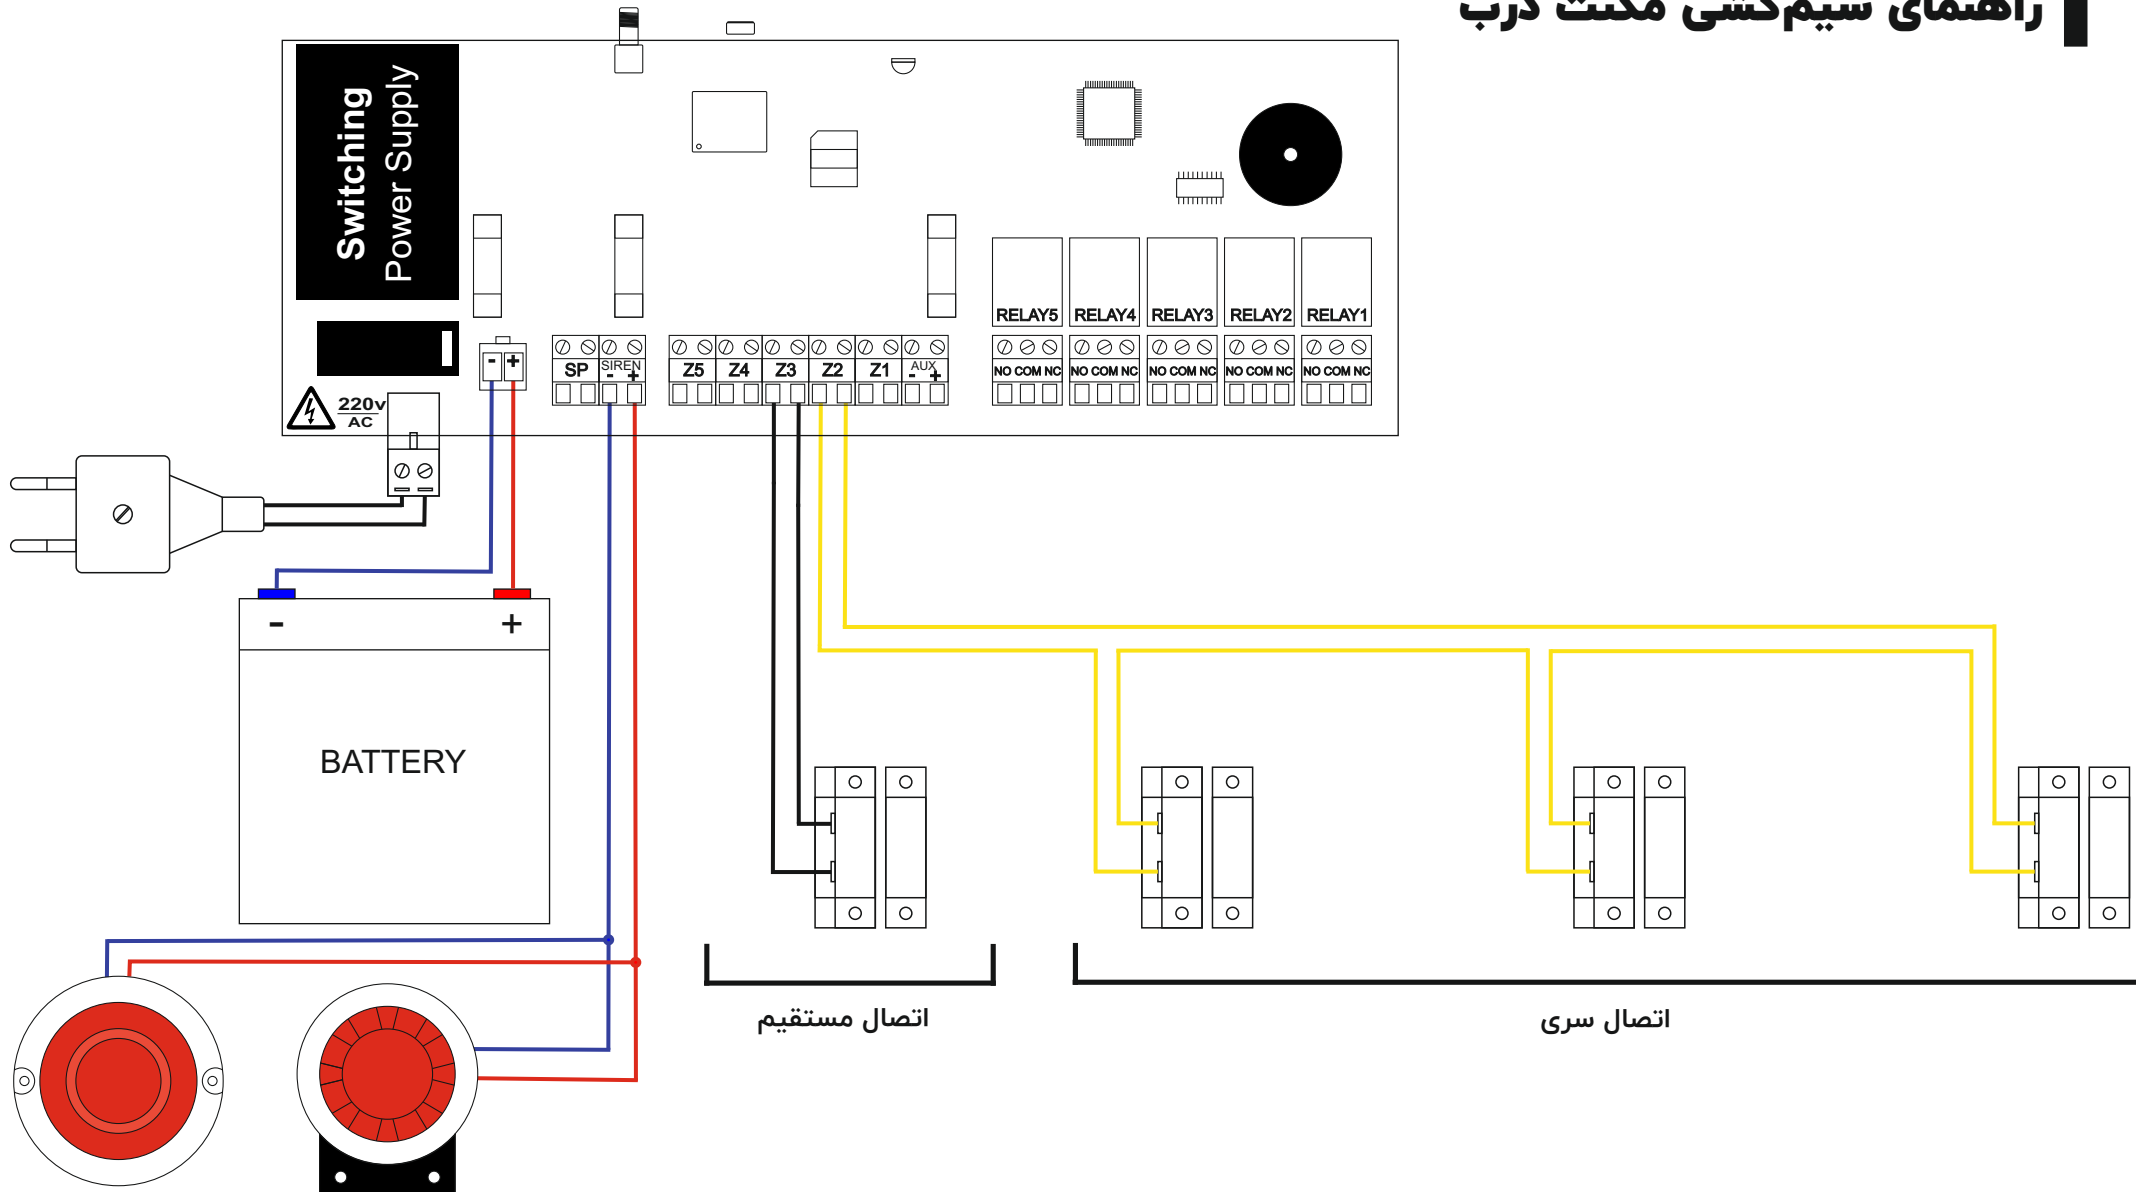 راهنمای سیم‌کشی مگنت درب
Switching
Power Supply
RELAY5 RELAY4 RELAY3 RELAY2 RELAY1
- +
SP SIREN - + Z5 Z4 Z3 Z2 Z1 AUX - +
NO COM NC NO COM NC NO COM NC NO COM NC NO COM NC
220v
AC
- +
BATTERY
اتصال مستقیم
اتصال سری